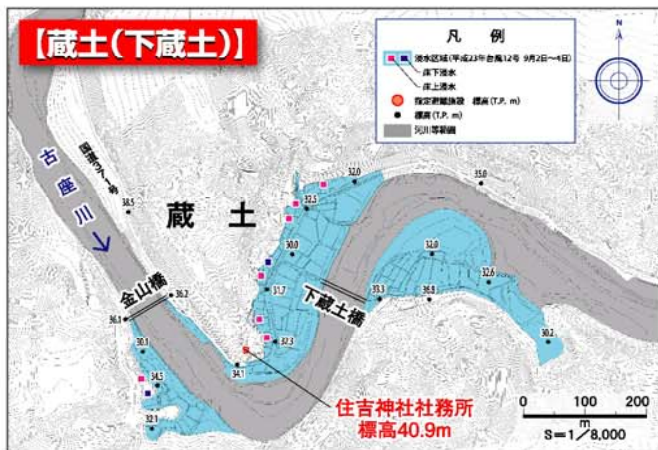 【蔵土(下蔵土)】
凡　例
浸水区域(平成23年台風12号 9月2日～4日)
床下浸水
床上浸水
指定避難施設　標高(T.P. m)
標高(T.P. m)
河川等範囲
N
古座川
国道371号
38.5
蔵　土
32.0
32.5
35.0
30.0
32.0
31.7
32.6
金山橋
36.2
36.1
下蔵土橋
33.3
36.8
30.1
32.3
30.2
34.1
34.5
32.1
住吉神社社務所
標高40.9m
0 100 200
m
S=1／8,000